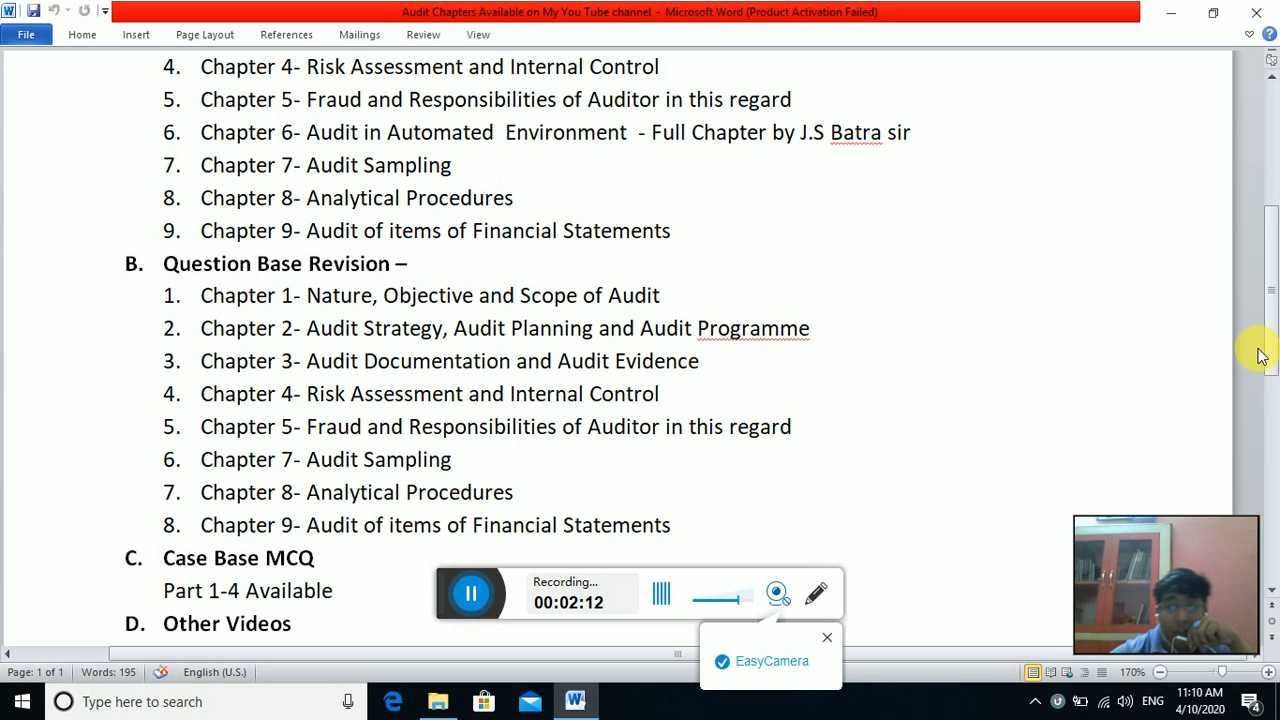 Audit Chapters Available on My You Tube channel - Microsoft Word (Product Activation Failed)
File Home Insert Page Layout References Mailings Review View
4. Chapter 4- Risk Assessment and Internal Control
5. Chapter 5- Fraud and Responsibilities of Auditor in this regard
6. Chapter 6- Audit in Automated Environment - Full Chapter by J.S Batra sir
7. Chapter 7- Audit Sampling
8. Chapter 8- Analytical Procedures
9. Chapter 9- Audit of items of Financial Statements
B. Question Base Revision –
1. Chapter 1- Nature, Objective and Scope of Audit
2. Chapter 2- Audit Strategy, Audit Planning and Audit Programme
3. Chapter 3- Audit Documentation and Audit Evidence
4. Chapter 4- Risk Assessment and Internal Control
5. Chapter 5- Fraud and Responsibilities of Auditor in this regard
6. Chapter 7- Audit Sampling
7. Chapter 8- Analytical Procedures
8. Chapter 9- Audit of items of Financial Statements
C. Case Base MCQ
Part 1-4 Available
D. Other Videos
Recording...
00:02:12
EasyCamera
Page: 1 of 1 Words: 195 English (U.S.) 170%
Type here to search ENG 11:10 AM
4/10/2020 4